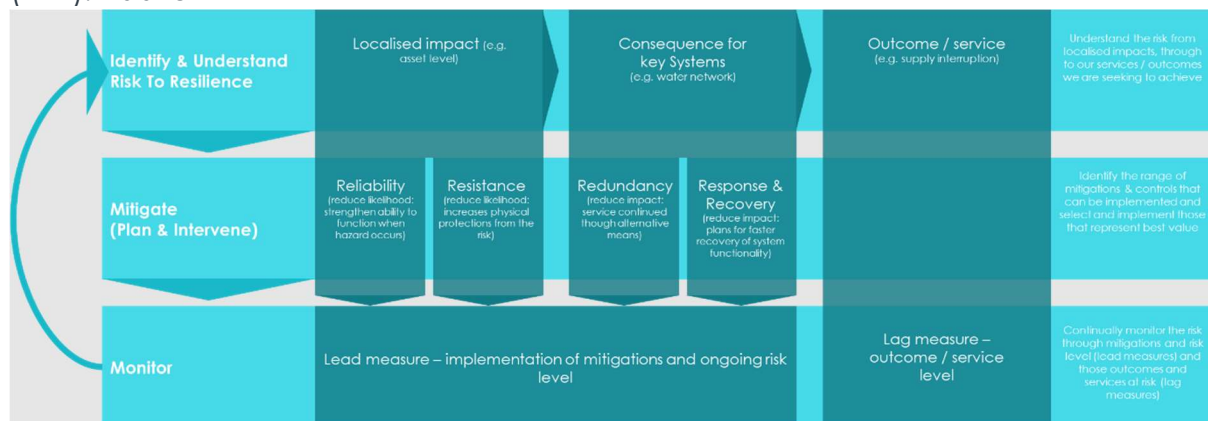 Identify & Understand
Risk To Resilience
Localised impact (e.g.
asset level)
Consequence for
key Systems
(e.g. water network)
Outcome / service
(e.g. supply interruption)
Understand the risk from
localised impacts, through
to our services / outcomes
we are seeking to achieve
Mitigate
(Plan & Intervene)
Reliability
(reduce likelihood:
strengthen ability to
function when
hazard occurs)
Resistance
(reduce likelihood:
increases physical
protections from the
risk)
Redundancy
(reduce impact:
service continued
though alternative
means)
Response &
Recovery
(reduce impact:
plans for faster
recovery of system
functionality)
Identify the range of
mitigations & controls that
can be implemented and
select and implement those
that represent best value
Monitor
Lead measure – implementation of mitigations and ongoing risk
level
Lag measure –
outcome / service
level
Continually monitor the risk
through mitigations and risk
level (lead measures) and
those outcomes and
services at risk (lag
measures)